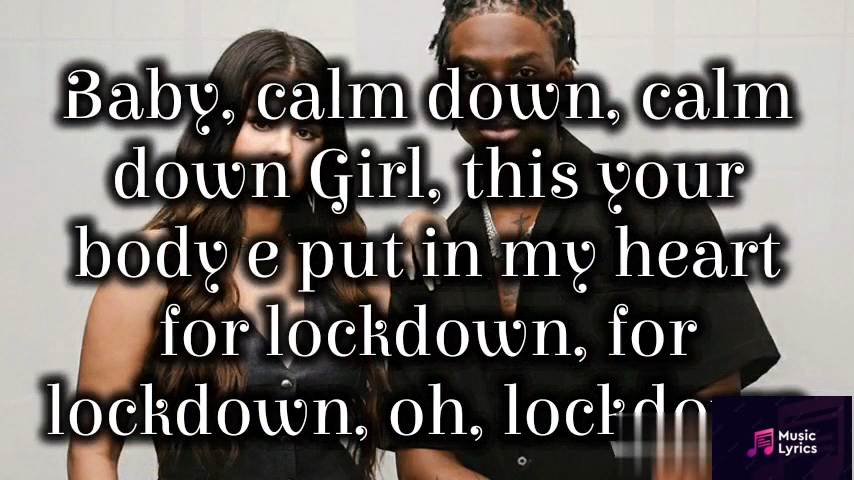 Baby, calm down, calm
down Girl, this your
body e put in my heart
for lockdown, for
lockdown, oh,
Music
Lyrics